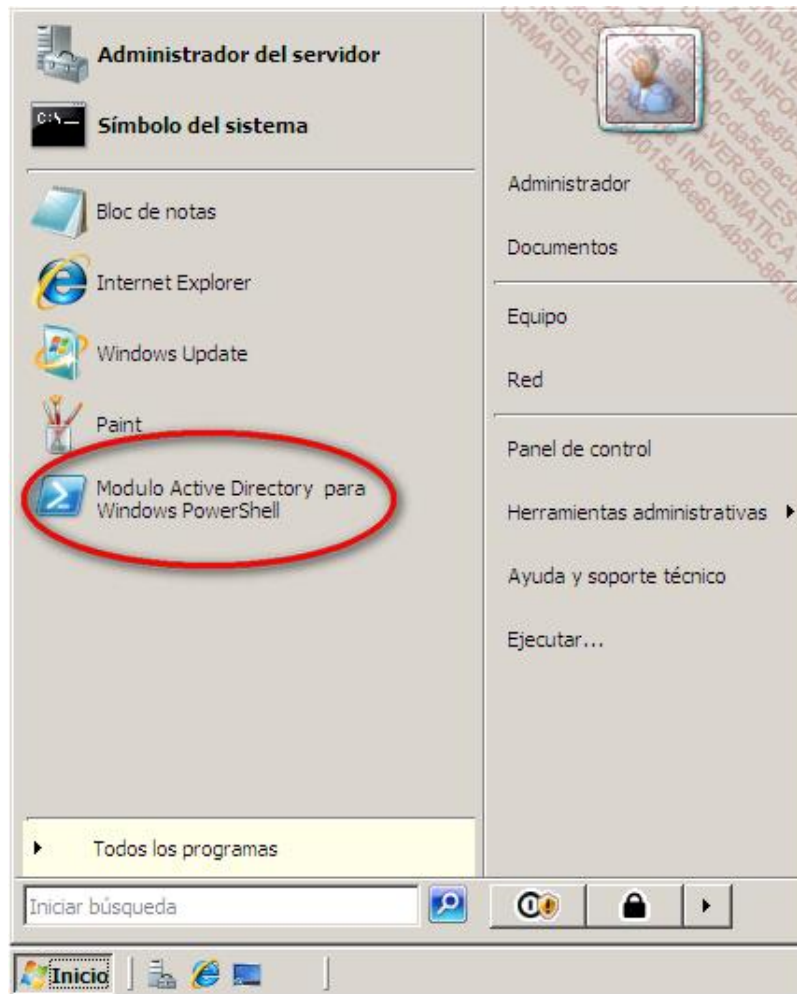 Administrador del servidor
Símbolo del sistema
Bloc de notas
Internet Explorer
Windows Update
Paint
Modulo Active Directory para
Windows PowerShell
Todos los programas
Iniciar búsqueda
Administrador
Documentos
Equipo
Red
Panel de control
Herramientas administrativas
Ayuda y soporte técnico
Ejecutar...
Inicio